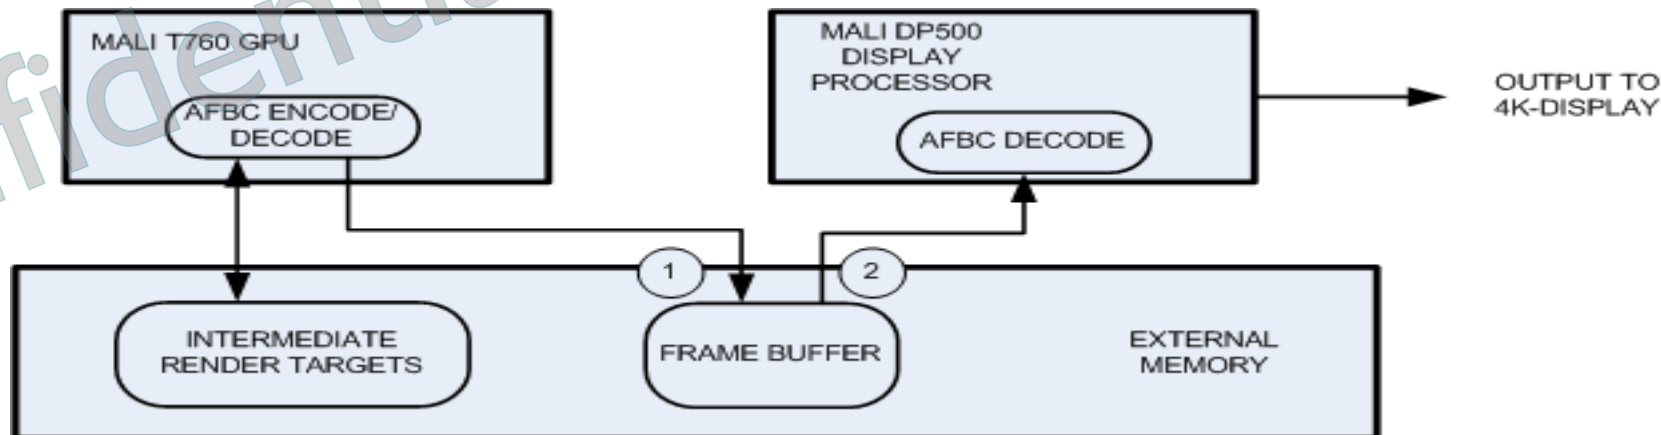 MALI T760 GPU
AFBC ENCODE/
DECODE
MALI DP500
DISPLAY
PROCESSOR
AFBC DECODE
OUTPUT TO
4K-DISPLAY
1
2
INTERMEDIATE
RENDER TARGETS
FRAME BUFFER
EXTERNAL
MEMORY